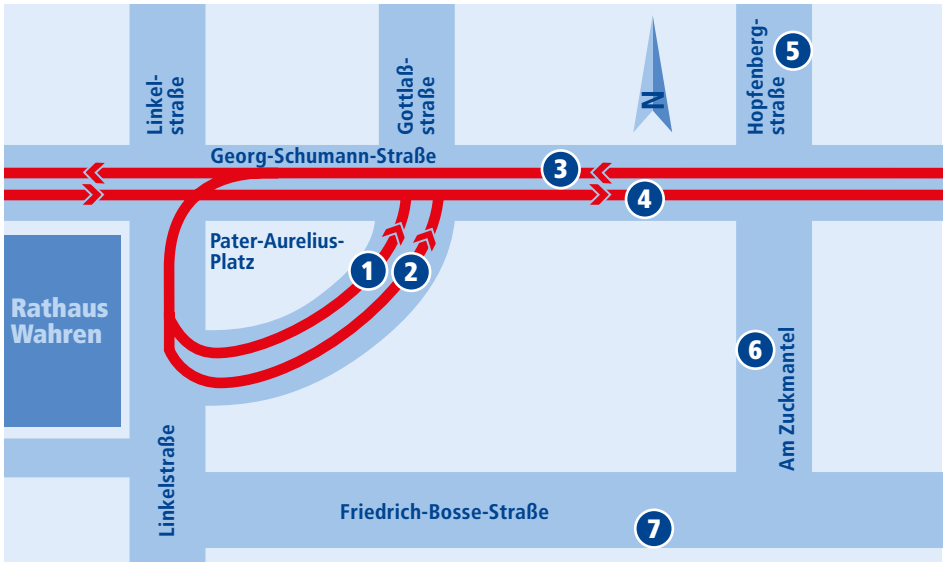 Linkel-
straße
Gottlaß-
straße
N
Hopfenberg-
straße
5
Georg-Schumann-Straße
3
4
Pater-Aurelius-
Platz
1
2
Rathaus
Wahren
6
Am Zuckmantel
Linkelstraße
Friedrich-Bosse-Straße
7